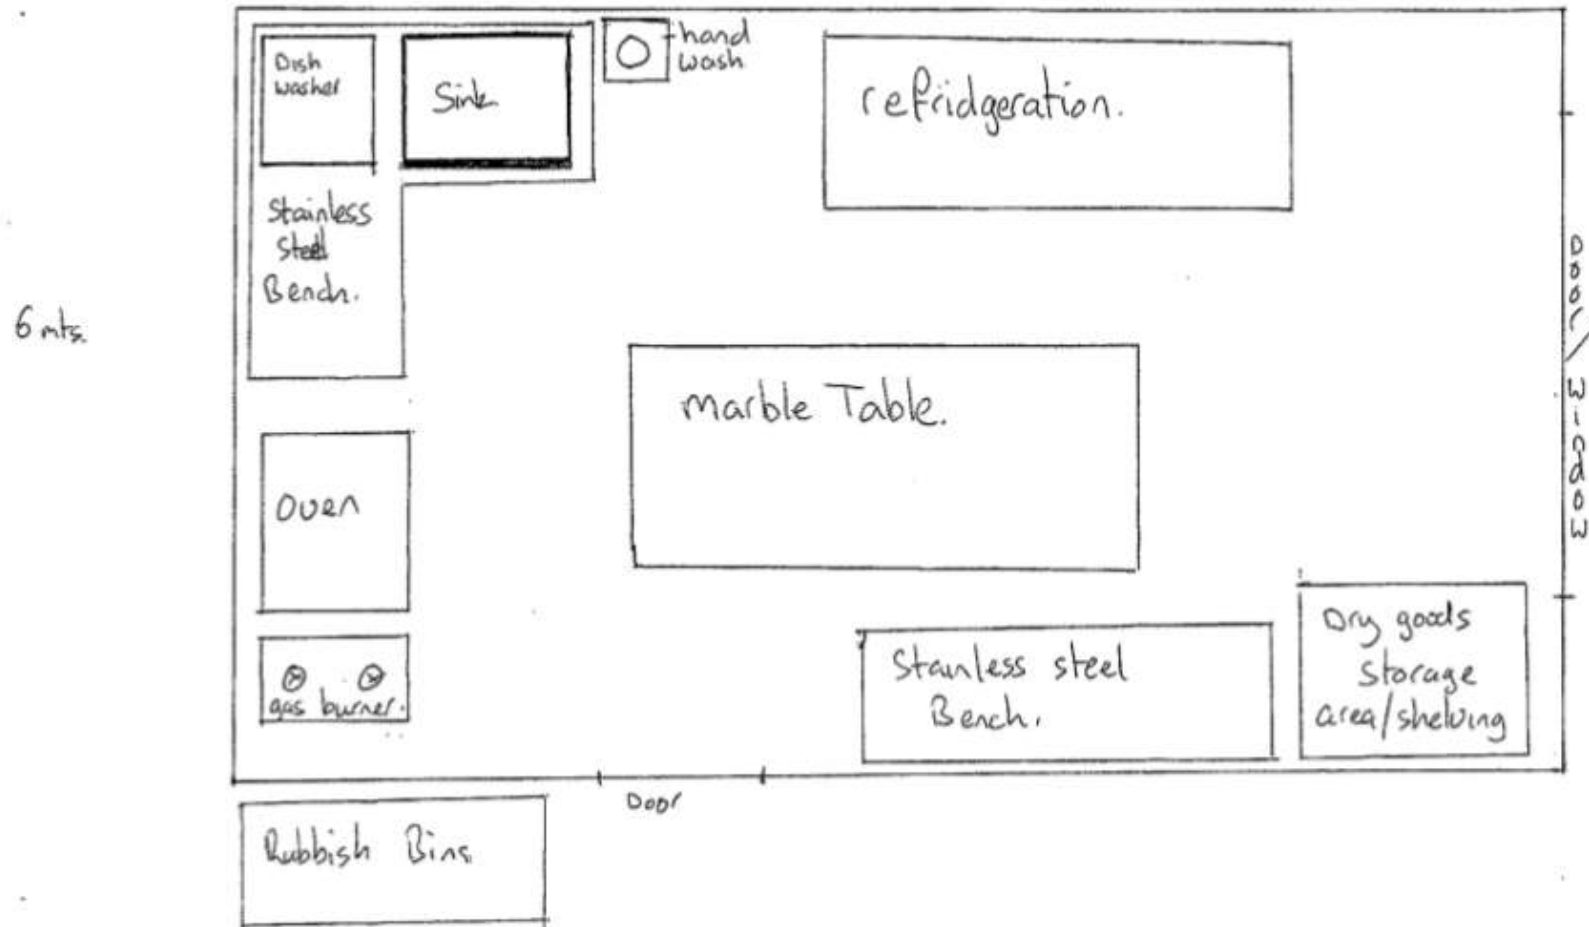 Dish
washer
Sink
hand
wash
refridgeration.
Stainless
Steel
Bench.
6 mts.
Door/Window
marble Table.
Oven
gas burner.
Stainless steel
Bench.
Dry goods
Storage
area/shelving
Door
Rubbish Bins